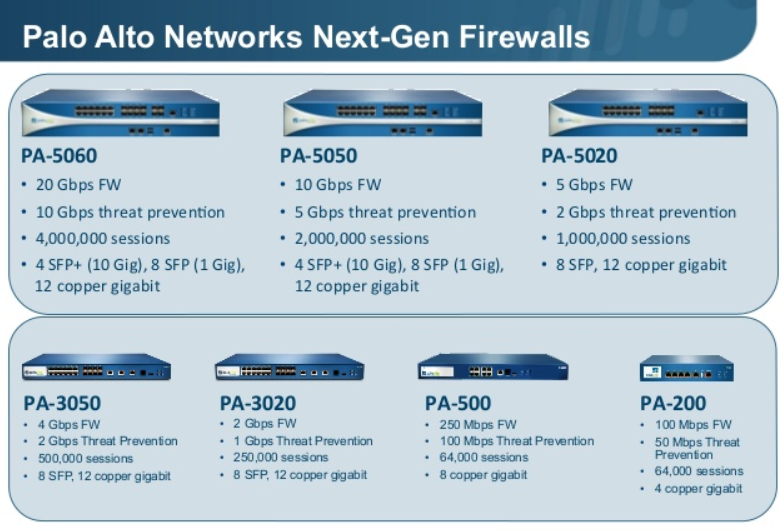 Palo Alto Networks Next-Gen Firewalls
PA-5060
• 20 Gbps FW
• 10 Gbps threat prevention
• 4,000,000 sessions
• 4 SFP+ (10 Gig), 8 SFP (1 Gig),
12 copper gigabit
PA-5050
• 10 Gbps FW
• 5 Gbps threat prevention
• 2,000,000 sessions
• 4 SFP+ (10 Gig), 8 SFP (1 Gig),
12 copper gigabit
PA-5020
• 5 Gbps FW
• 2 Gbps threat prevention
• 1,000,000 sessions
• 8 SFP, 12 copper gigabit
PA-3050
• 4 Gbps FW
• 2 Gbps Threat Prevention
• 500,000 sessions
• 8 SFP, 12 copper gigabit
PA-3020
• 2 Gbps FW
• 1 Gbps Threat Prevention
• 250,000 sessions
• 8 SFP, 12 copper gigabit
PA-500
• 250 Mbps FW
• 100 Mbps Threat Prevention
• 64,000 sessions
• 8 copper gigabit
PA-200
• 100 Mbps FW
• 50 Mbps Threat
Prevention
• 64,000 sessions
• 4 copper gigabit